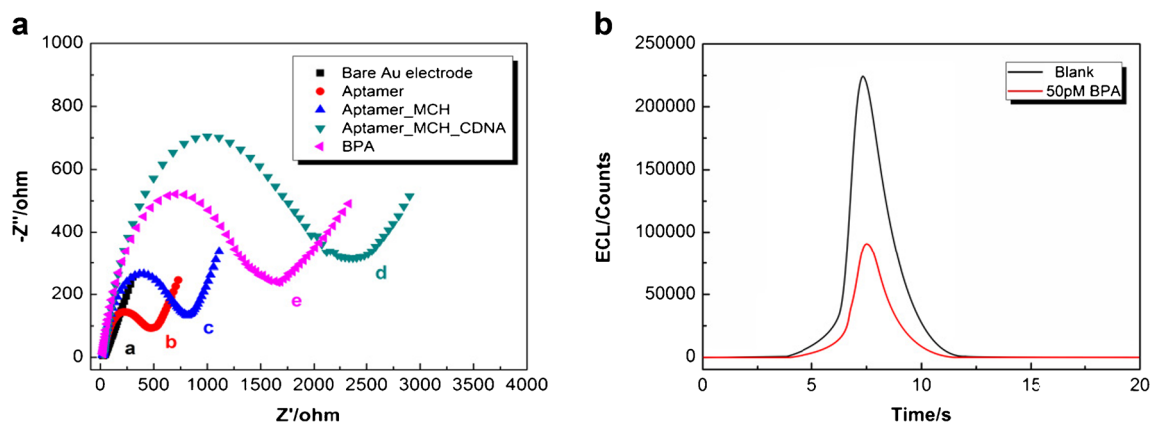 a
1000
800
600
400
200
0
-Z''/ohm
Bare Au electrode
Aptamer
Aptamer_MCH
Aptamer_MCH_CDNA
BPA
a
b
c
d
e
0 500 1000 1500 2000 2500 3000 3500 4000
Z'/ohm
b
250000
200000
150000
100000
50000
0
ECL/Counts
Blank
50pM BPA
0 5 10 15 20
Time/s